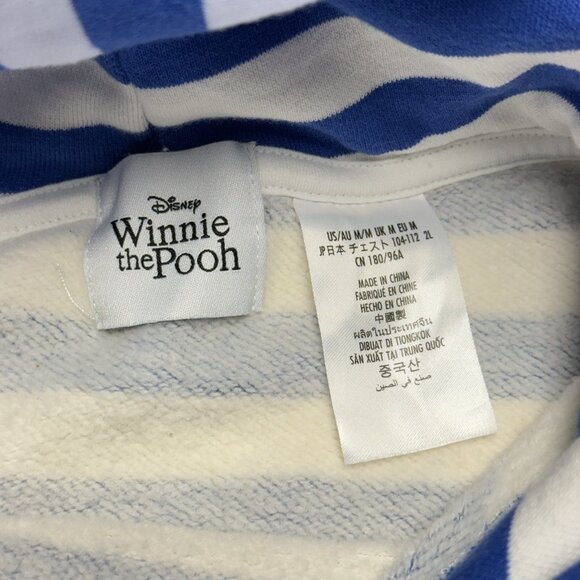 Disney
Winnie
the Pooh
US/AU M/M UK M EU M
JP日本 チェスト 104-112 2L
CN 180/96A
MADE IN CHINA
FABRIQUÉ EN CHINE
HECHO EN CHINA
中國製
ผลิตในประเทศจีน
DIBUAT DI TIONGKOK
SẢN XUẤT TẠI TRUNG QUỐC
중국산
صنع في الصين